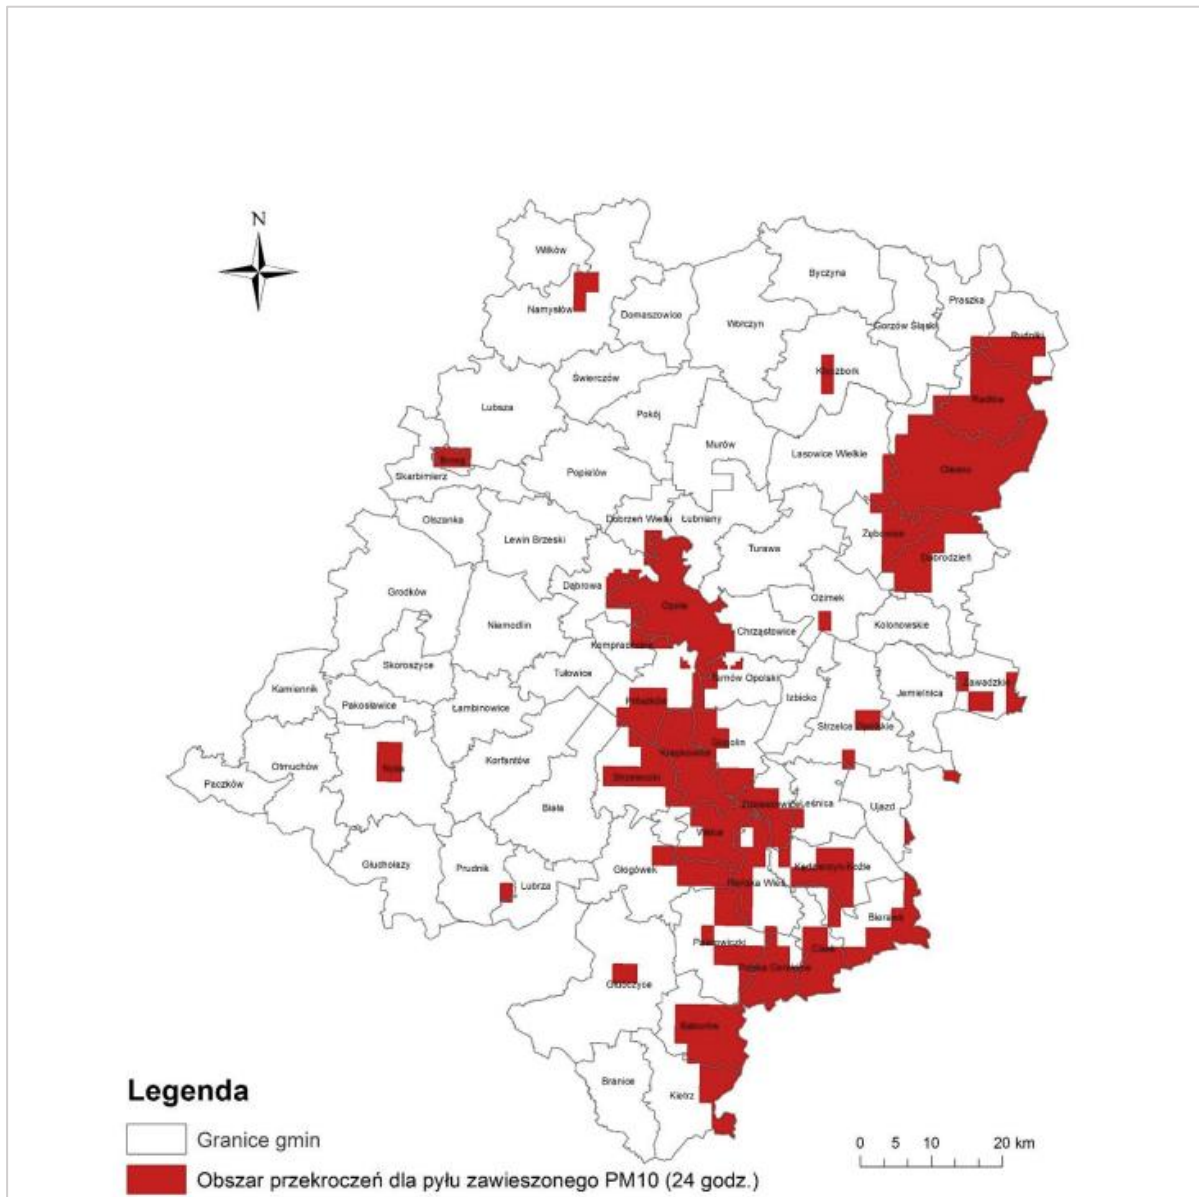 N
Wilków
Byczyna
Namysłów
Domaszowice
Wołczyn
Gorzów Śląski
Praszka
Rudniki
Kluczbork
Świerczów
Radłów
Lubsza
Pokój
Murów
Lasowice Wielkie
Olesno
Brzeg
Skarbimierz
Popielów
Olszanka
Lewin Brzeski
Dobrzeń Wielki
Łubniany
Turawa
Zębowice
Dobrodzień
Grodków
Dąbrowa
Opole
Ozimek
Kolonowskie
Niemodlin
Komprachcice
Chrząstowice
Skoroszyce
Tułowice
Tarnów Opolski
Izbicko
Jemielnica
Zawadzkie
Kamiennik
Pakosławice
Łambinowice
Prószków
Strzelce Opolskie
Gogolin
Krapkowice
Otmuchów
Nysa
Korfantów
Strzeleczki
Paczków
Biała
Zdzieszowice
Leśnica
Ujazd
Walce
Głuchołazy
Prudnik
Lubrza
Głogówek
Reńska Wieś
Kędzierzyn-Koźle
Bierawa
Pawłowiczki
Cisek
Polska Cerekiew
Głubczyce
Baborów
Branice
Kietrz
Legenda
Granice gmin
Obszar przekroczeń dla pyłu zawieszonego PM10 (24 godz.)
0 5 10 20 km